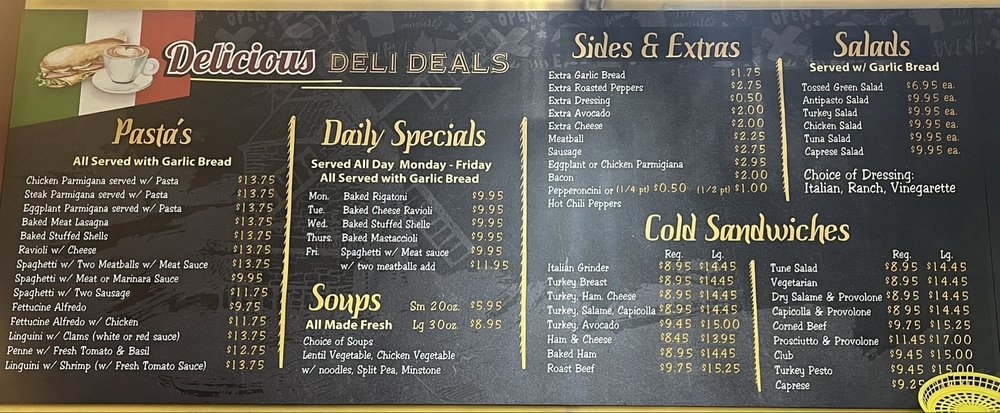 Delicious DELI DEALS
Pasta's
All Served with Garlic Bread
Chicken Parmigana served w/ Pasta $13.75
Steak Parmigana served w/ Pasta $13.75
Eggplant Parmigana served w/ Pasta $13.75
Baked Meat Lasagna $13.75
Baked Stuffed Shells $13.75
Ravioli w/ Cheese $13.75
Spaghetti w/ Two Meatballs w/ Meat Sauce $13.75
Spaghetti w/ Meat or Marinara Sauce $9.95
Spaghetti w/ Two Sausage $11.75
Fettucine Alfredo $9.75
Fettucine Alfredo w/ Chicken $11.75
Linguini w/ Clams (white or red sauce) $13.75
Penne w/ Fresh Tomato & Basil $12.75
Linguini w/ Shrimp (w/ Fresh Tomato Sauce) $13.75
Daily Specials
Served All Day Monday - Friday
All Served with Garlic Bread
Mon. Baked Rigatoni $9.95
Tue. Baked Cheese Ravioli $9.95
Wed. Baked Stuffed Shells $9.95
Thurs. Baked Mastaccioli $9.95
Fri. Spaghetti w/ Meat sauce $9.95
w/ two meatballs add $11.95
Soups Sm 20oz. $5.95
All Made Fresh Lg 30oz. $8.95
Choice of Soups
Lentil Vegetable, Chicken Vegetable
w/ noodles, Split Pea, Minstone
Sides & Extras
Extra Garlic Bread $1.75
Extra Roasted Peppers $2.75
Extra Dressing $0.50
Extra Avocado $2.00
Extra Cheese $2.00
Meatball $2.25
Sausage $2.75
Eggplant or Chicken Parmigiana $2.95
Bacon $2.00
Pepperoncini or (1/4 pt) $0.50 (1/2 pt) $1.00
Hot Chili Peppers
Salads
Served w/ Garlic Bread
Tossed Green Salad $6.95 ea.
Antipasto Salad $9.95 ea.
Turkey Salad $9.95 ea.
Chicken Salad $9.95 ea.
Tuna Salad $9.95 ea.
Caprese Salad $9.95 ea.
Choice of Dressing:
Italian, Ranch, Vinegarette
Cold Sandwiches
Reg. Lg.
Italian Grinder $8.95 $14.45
Turkey Breast $8.95 $14.45
Turkey, Ham, Cheese $8.95 $14.45
Turkey, Salame, Capicolla $8.95 $14.45
Turkey, Avocado $9.45 $15.00
Ham & Cheese $8.45 $13.95
Baked Ham $8.95 $14.45
Roast Beef $9.75 $15.25
Reg. Lg.
Tune Salad $8.95 $14.45
Vegetarian $8.95 $14.45
Dry Salame & Provolone $8.95 $14.45
Capicolla & Provolone $8.95 $14.45
Corned Beef $9.75 $15.25
Prosciutto & Provolone $11.45 $17.00
Club $9.45 $15.00
Turkey Pesto $9.45 $15.00
Caprese $9.25